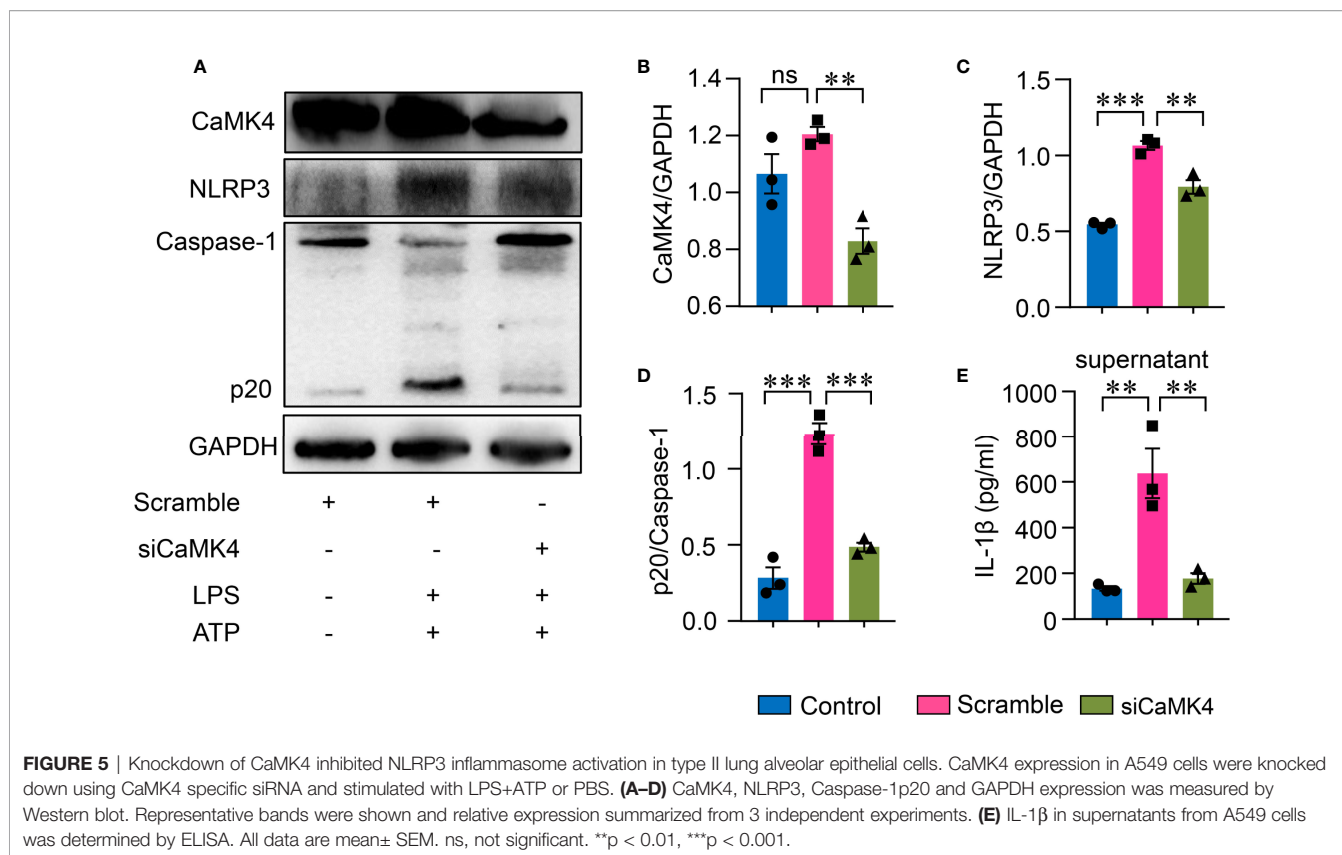 A
CaMK4
NLRP3
Caspase-1
p20
GAPDH
Scramble + + -
siCaMK4 - - +
LPS - + +
ATP - + +
B
ns **
CaMK4/GAPDH
1.4
1.2
1.0
0.8
0.6
C
*** **
NLRP3/GAPDH
1.5
1.0
0.5
0.0
D
*** ***
p20/Caspase-1
1.5
1.0
0.5
0.0
E
supernatant
** **
IL-1β (pg/ml)
1000
800
600
400
200
0
Control Scramble siCaMK4
FIGURE 5 | Knockdown of CaMK4 inhibited NLRP3 inflammasome activation in type II lung alveolar epithelial cells. CaMK4 expression in A549 cells were knocked
down using CaMK4 specific siRNA and stimulated with LPS+ATP or PBS. (A–D) CaMK4, NLRP3, Caspase-1p20 and GAPDH expression was measured by
Western blot. Representative bands were shown and relative expression summarized from 3 independent experiments. (E) IL-1β in supernatants from A549 cells
was determined by ELISA. All data are mean± SEM. ns, not significant. **p < 0.01, ***p < 0.001.